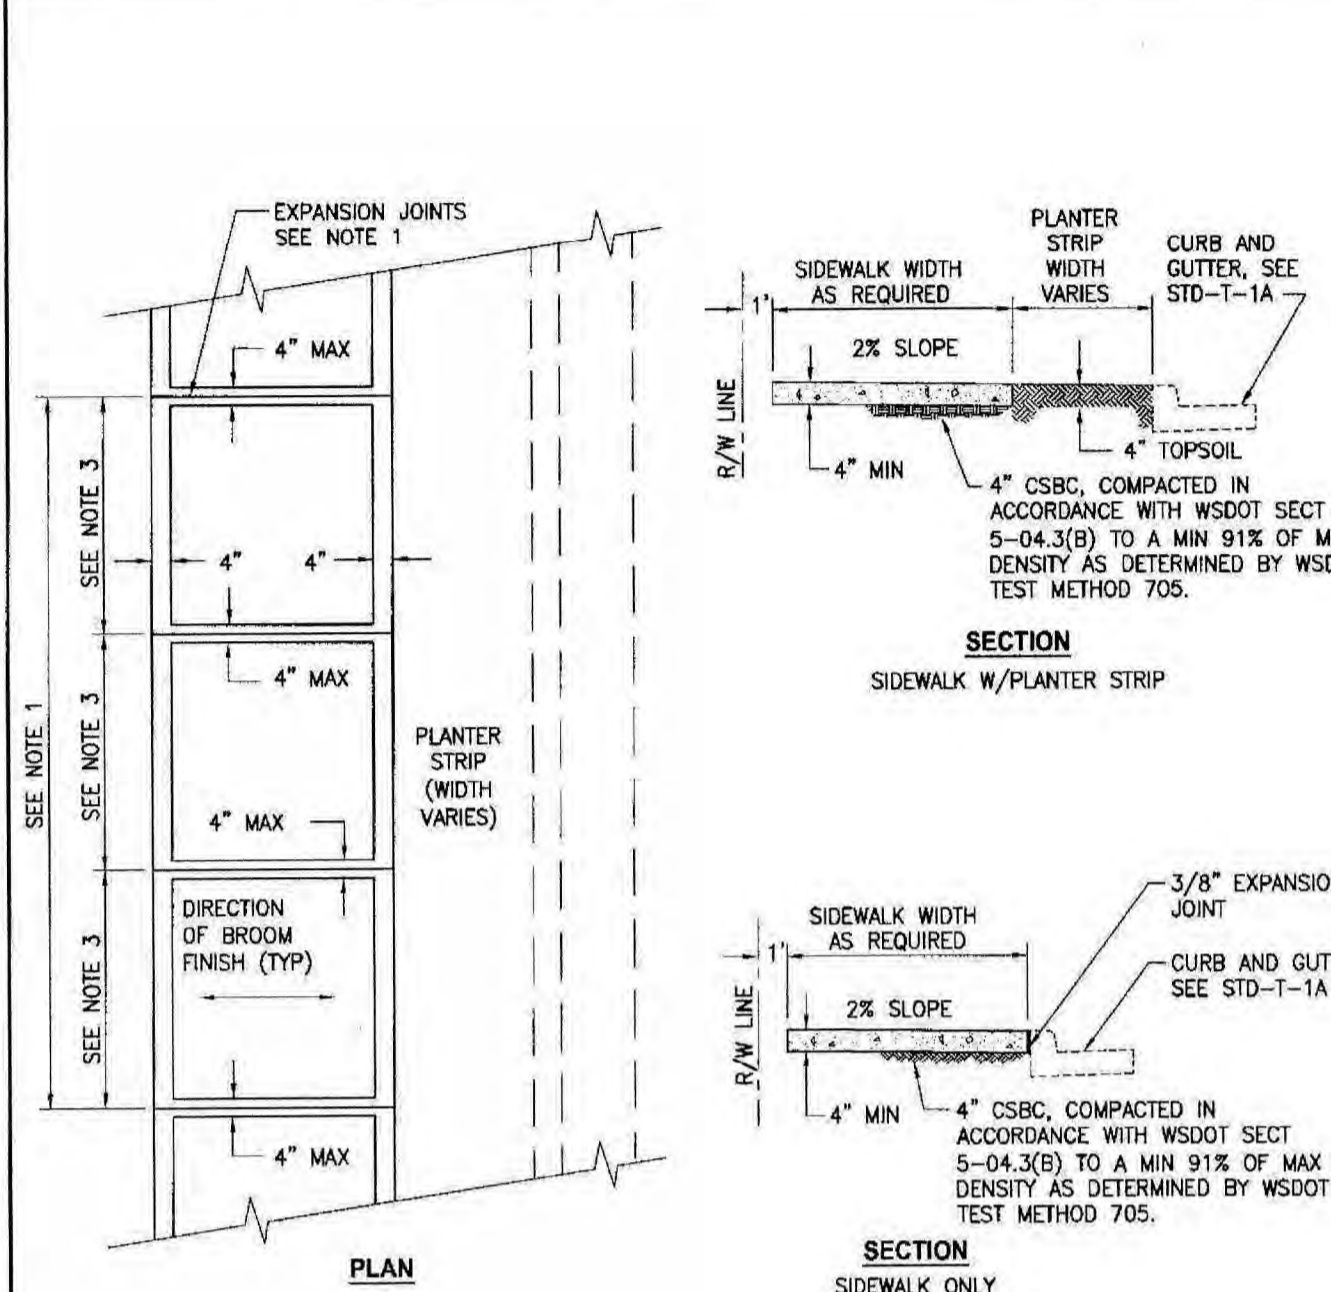 EXPANSION JOINTS
SEE NOTE 1
4" MAX
SEE NOTE 3
4"
4"
4" MAX
SEE NOTE 1
SEE NOTE 3
PLANTER
STRIP
(WIDTH
VARIES)
4" MAX
DIRECTION
OF BROOM
FINISH (TYP)
SEE NOTE 3
4" MAX
PLAN
PLANTER
STRIP
WIDTH
VARIES
CURB AND
GUTTER, SEE
STD-T-1A
SIDEWALK WIDTH
AS REQUIRED
1'
2% SLOPE
R/W LINE
4" MIN
4" TOPSOIL
4" CSBC, COMPACTED IN
ACCORDANCE WITH WSDOT SECT
5-04.3(B) TO A MIN 91% OF M
DENSITY AS DETERMINED BY WSD
TEST METHOD 705.
SECTION
SIDEWALK W/PLANTER STRIP
3/8" EXPANSIO
JOINT
SIDEWALK WIDTH
AS REQUIRED
1'
CURB AND GUT
SEE STD-T-1A
2% SLOPE
R/W LINE
4" MIN
4" CSBC, COMPACTED IN
ACCORDANCE WITH WSDOT SECT
5-04.3(B) TO A MIN 91% OF MAX
DENSITY AS DETERMINED BY WSDOT
TEST METHOD 705.
SECTION
SIDEWALK ONLY